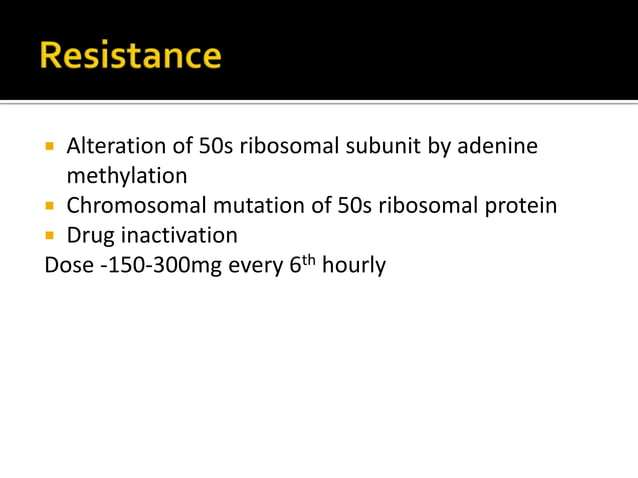 Resistance
Alteration of 50s ribosomal subunit by adenine
methylation
Chromosomal mutation of 50s ribosomal protein
Drug inactivation
Dose -150-300mg every 6th hourly